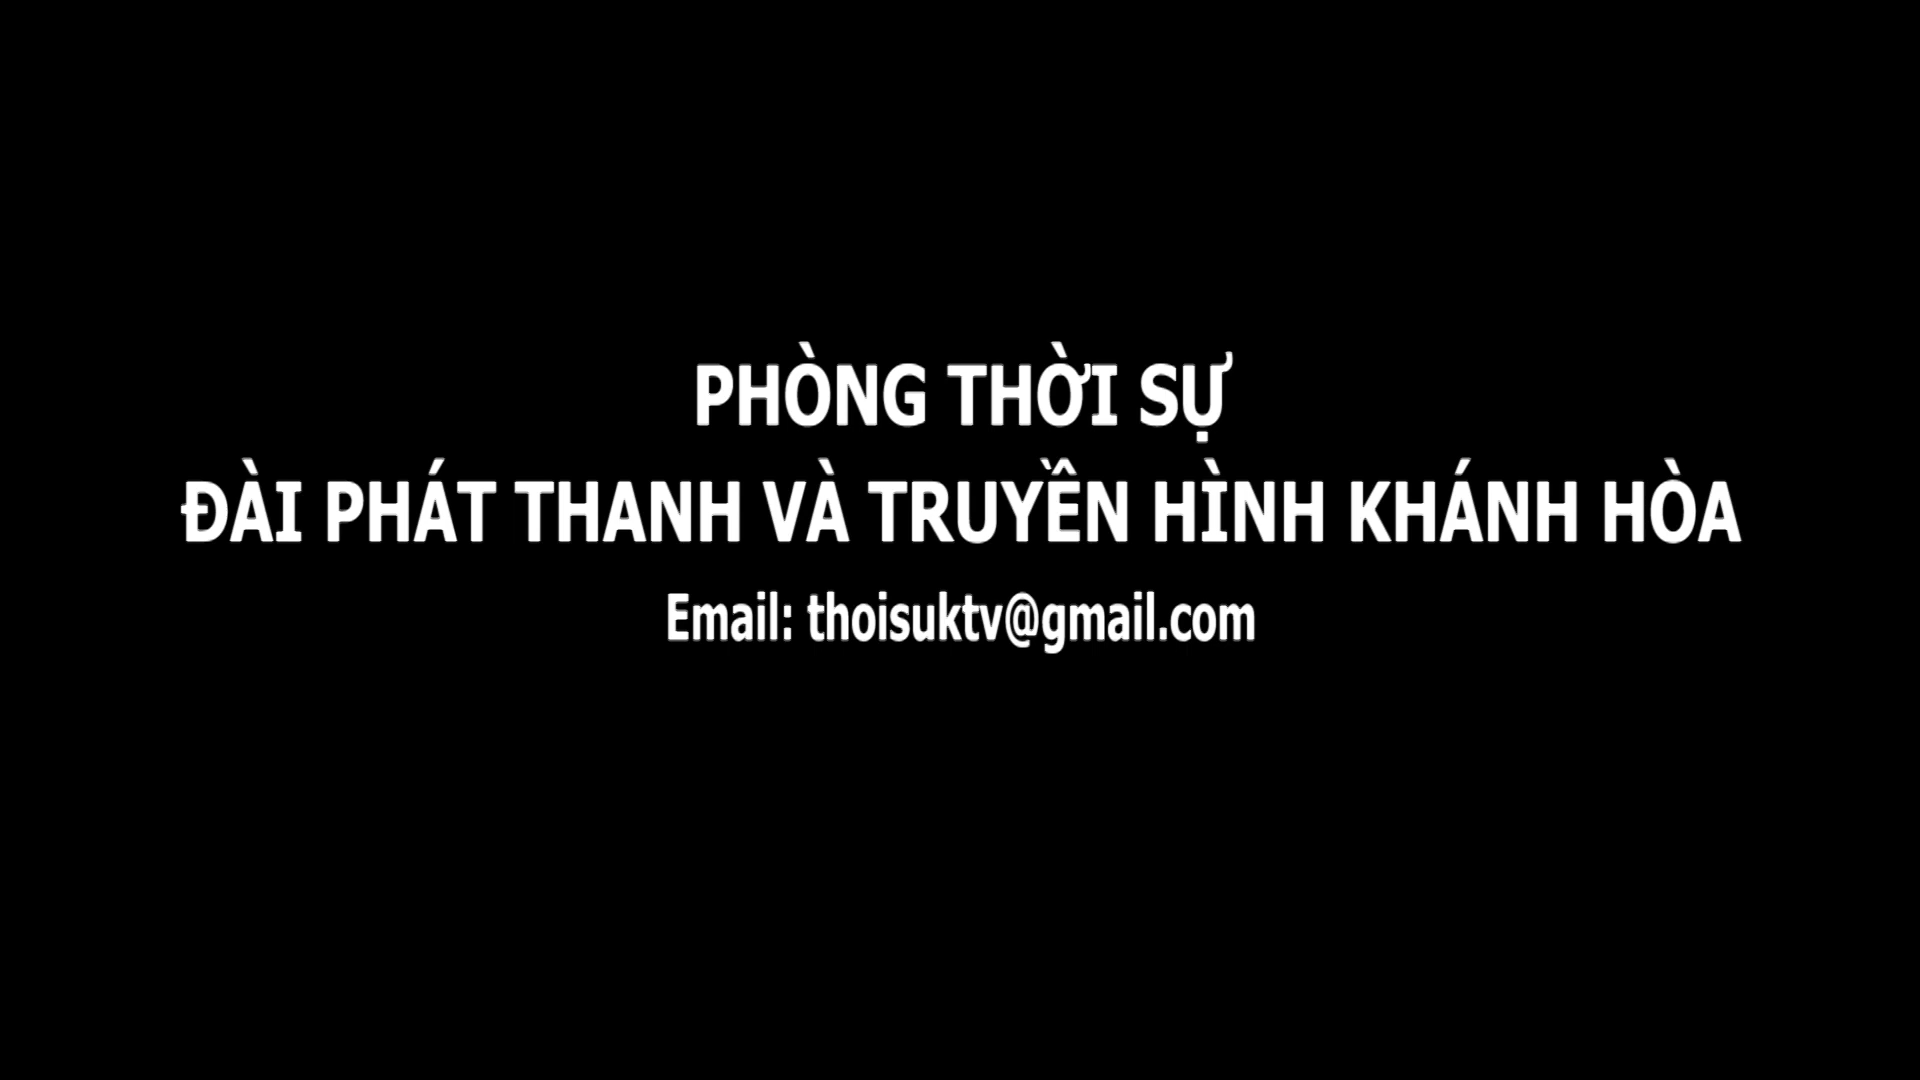 PHÒNG THỜI SỰ
ĐÀI PHÁT THANH VÀ TRUYỀN HÌNH KHÁNH HÒA
Email: thoisuktv@gmail.com